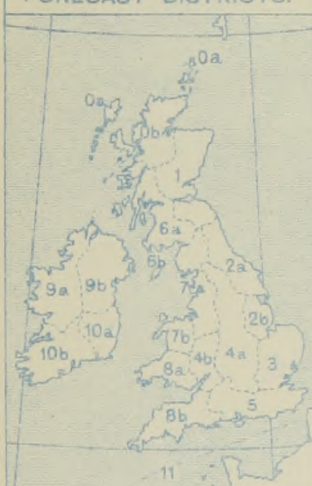 FORECAST DISTRICTS.
0a
0a
0b
1
6a
6b
2a
7a
9a
9b
2b
10a
7b
4a
3
10b
8a
4b
5
8b
11